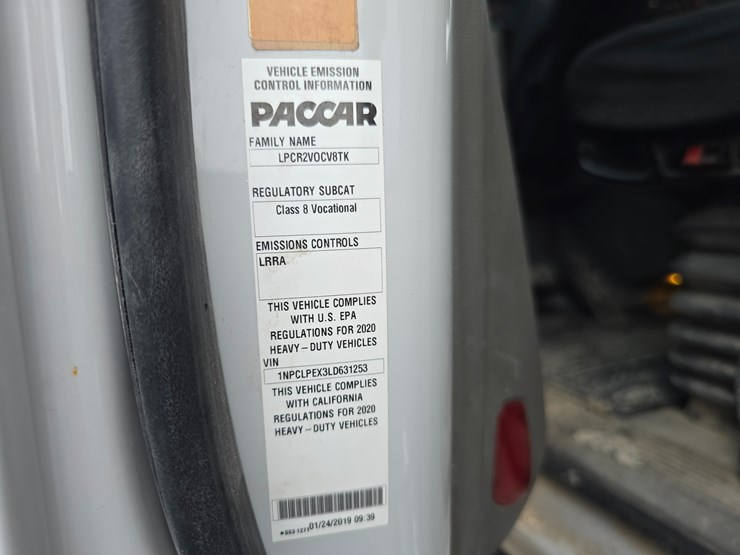 VEHICLE EMISSION
CONTROL INFORMATION
PACCAR
FAMILY NAME
LPCR2VOCV8TK
REGULATORY SUBCAT
Class 8 Vocational
EMISSIONS CONTROLS
LRRA
THIS VEHICLE COMPLIES
WITH U.S. EPA
REGULATIONS FOR 2020
HEAVY-DUTY VEHICLES
VIN
1NPCLPEX3LD631253
THIS VEHICLE COMPLIES
WITH CALIFORNIA
REGULATIONS FOR 2020
HEAVY-DUTY VEHICLES
01/24/2019 09:39